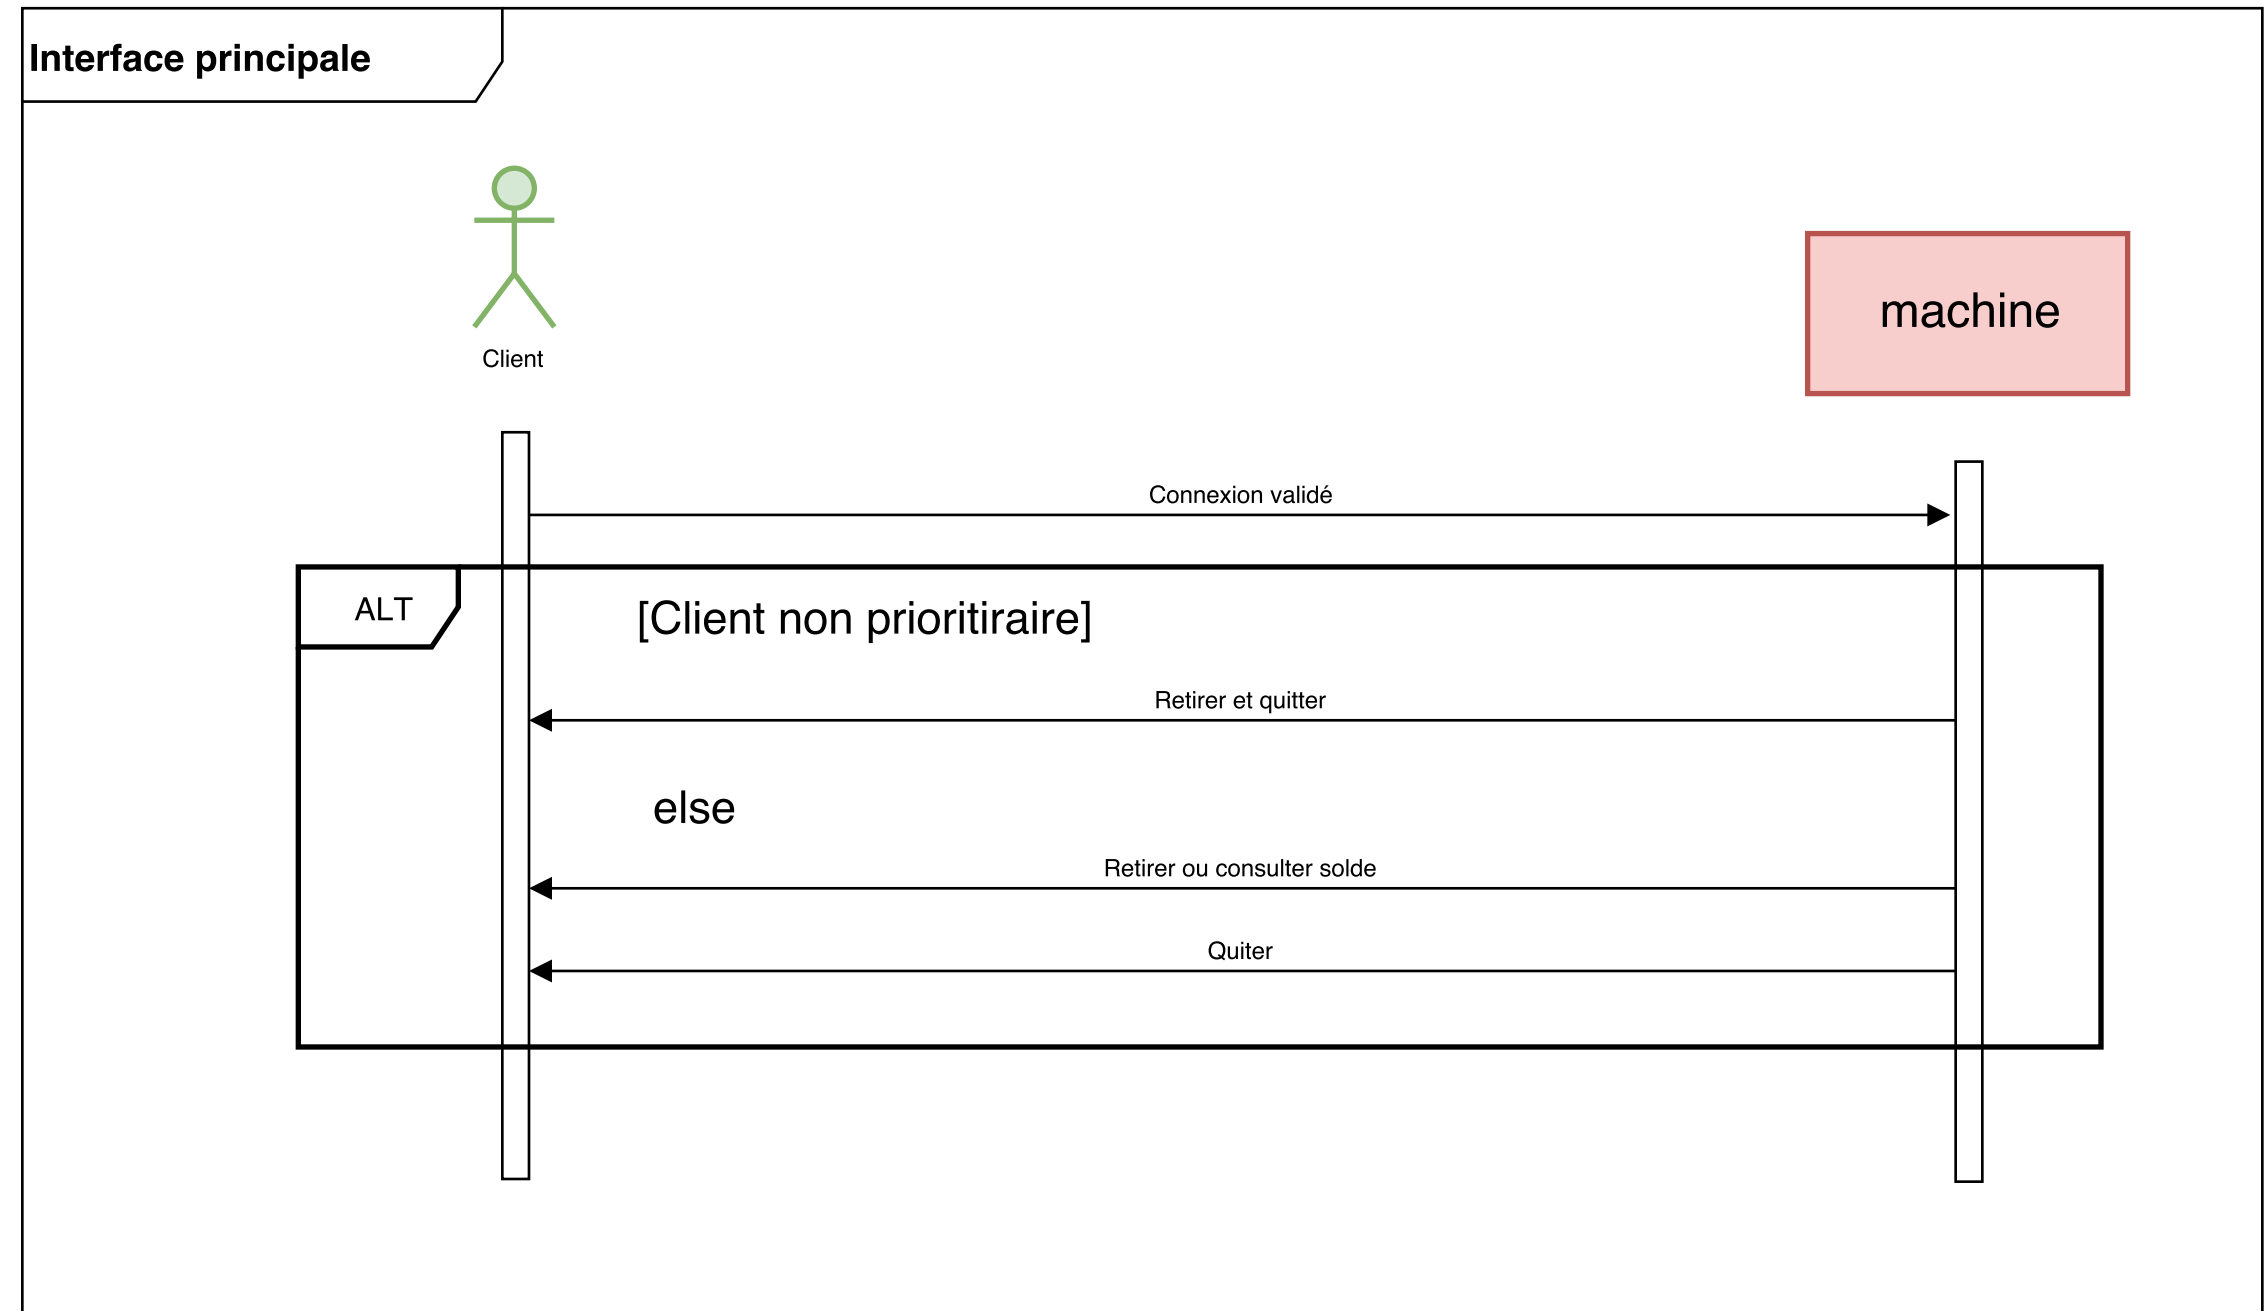 Interface principale
Client
machine
Connexion validé
ALT
[Client non prioritiraire]
Retirer et quitter
else
Retirer ou consulter solde
Quiter